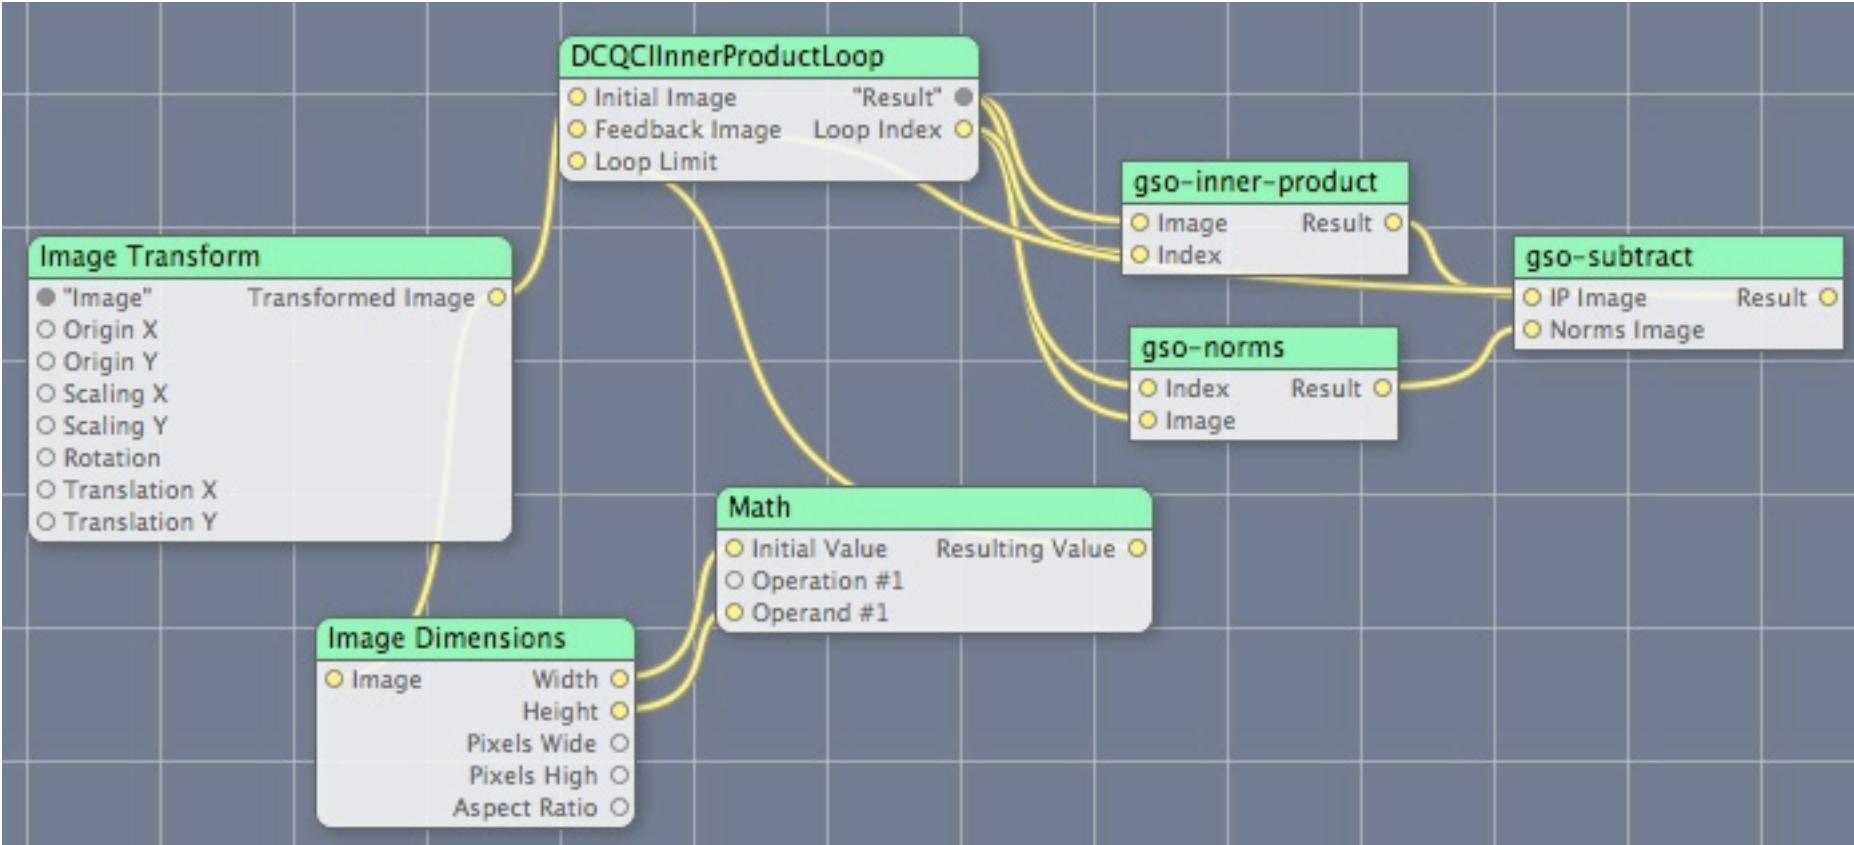 DCQCIInnerProductLoop
Initial Image "Result"
Feedback Image Loop Index
Loop Limit
gso-inner-product
Image Result
Index
Image Transform
"Image" Transformed Image
Origin X
Origin Y
Scaling X
Scaling Y
Rotation
Translation X
Translation Y
gso-subtract
IP Image Result
Norms Image
gso-norms
Index Result
Image
Math
Initial Value Resulting Value
Operation #1
Operand #1
Image Dimensions
Image Width
Height
Pixels Wide
Pixels High
Aspect Ratio